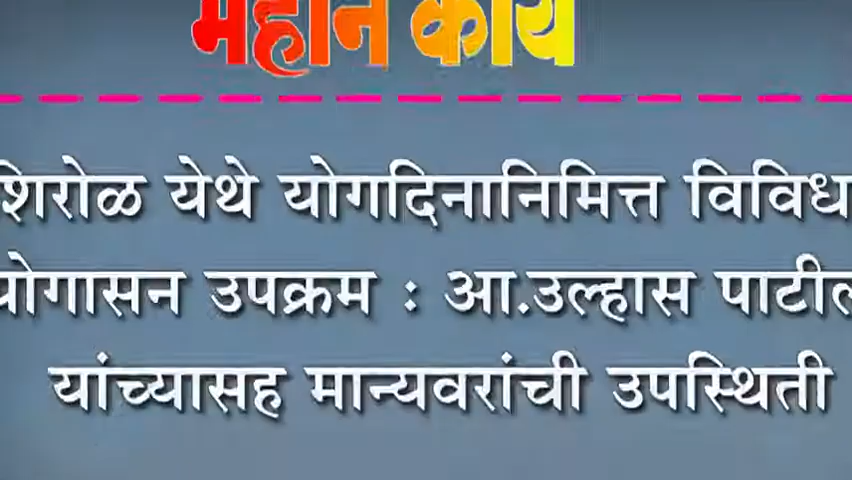 महान कार्य
शिरोळ येथे योगदिनानिमित्त विविध
योगासन उपक्रम : आ.उल्हास पाटील
यांच्यासह मान्यवरांची उपस्थिती